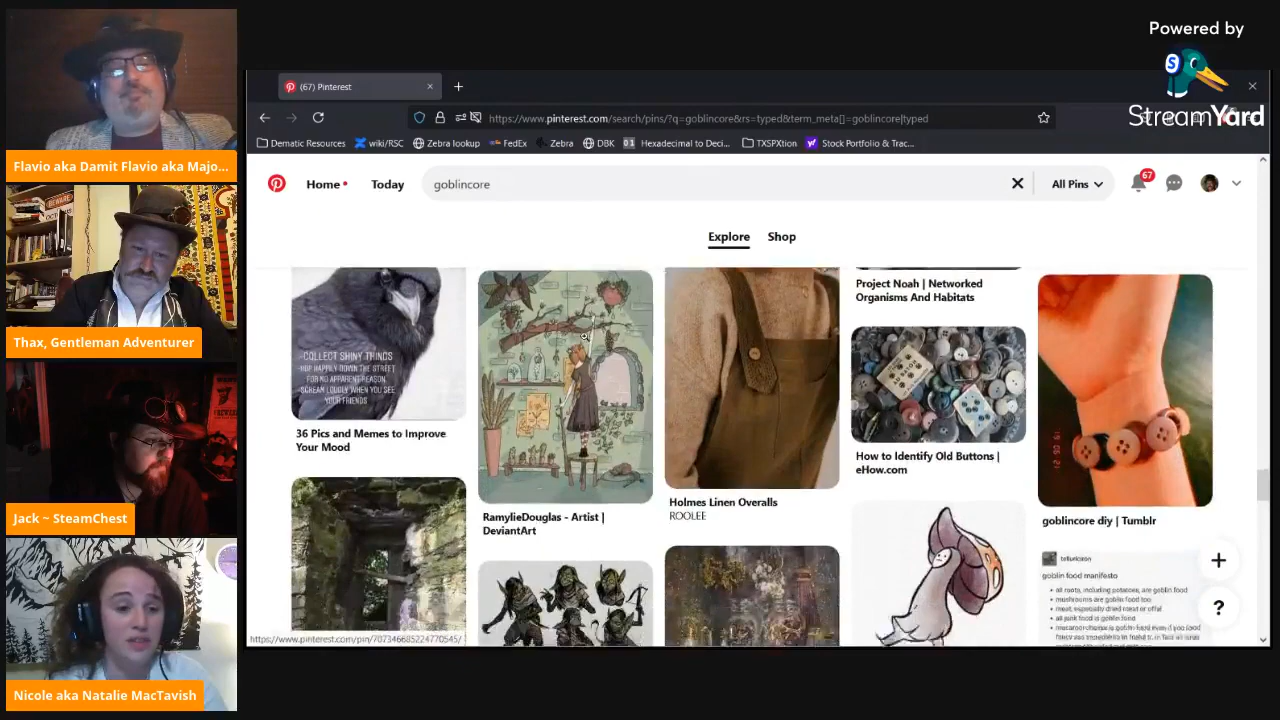 Powered by
StreamYard
(67) Pinterest
https://www.pinterest.com/search/pins/?q=goblincore&rs=typed&term_meta[]=goblincore|typed
Dematic Resources
wiki/RSC
Zebra lookup
FedEx
Zebra
DBK
Hexadecimal to Deci...
TXSPXtion
Stock Portfolio & Trac...
Home
Today
goblincore
All Pins
67
Explore
Shop
COLLECT SHINY THINGS
HOP HAPPILY DOWN THE STREET
FOR NO APPARENT REASON
SCREAM LOUDLY WHEN YOU SEE
YOUR FRIENDS
36 Pics and Memes to Improve
Your Mood
RamylieDouglas - Artist |
DeviantArt
Holmes Linen Overalls
ROOLEE
Project Noah | Networked
Organisms And Habitats
How to Identify Old Buttons |
eHow.com
goblincore diy | Tumblr
goblin food manifesto
all roots, including potatoes, are goblin food
mushrooms are goblin food too
meat, especially dried meat or offal
all junk food is goblin food
https://www.pinterest.com/pin/707346685224770545/
Flavio aka Damit Flavio aka Majo...
Thax, Gentleman Adventurer
Jack ~ SteamChest
Nicole aka Natalie MacTavish